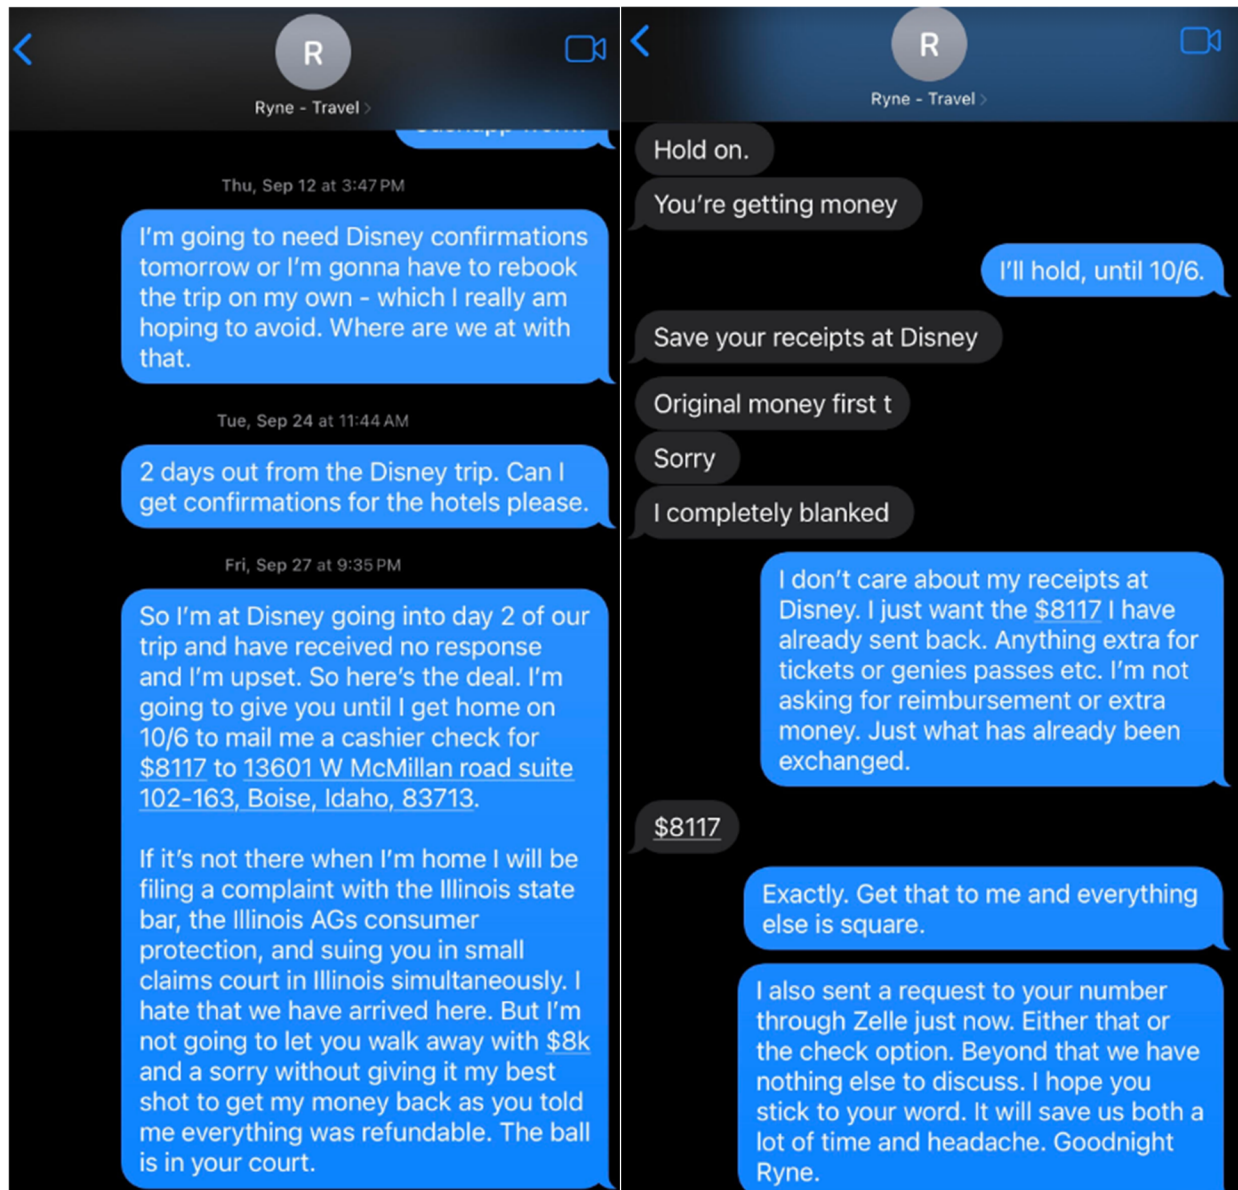 R
Ryne - Travel >
Thu, Sep 12 at 3:47 PM
I'm going to need Disney confirmations
tomorrow or I'm gonna have to rebook
the trip on my own - which I really am
hoping to avoid. Where are we at with
that.
Tue, Sep 24 at 11:44 AM
2 days out from the Disney trip. Can I
get confirmations for the hotels please.
Fri, Sep 27 at 9:35 PM
So I'm at Disney going into day 2 of our
trip and have received no response
and I'm upset. So here's the deal. I'm
going to give you until I get home on
10/6 to mail me a cashier check for
$8117 to 13601 W McMillan road suite
102-163, Boise, Idaho, 83713.
If it's not there when I'm home I will be
filing a complaint with the Illinois state
bar, the Illinois AGs consumer
protection, and suing you in small
claims court in Illinois simultaneously. I
hate that we have arrived here. But I'm
not going to let you walk away with $8k
and a sorry without giving it my best
shot to get my money back as you told
me everything was refundable. The ball
is in your court.
R
Ryne - Travel >
Hold on.
You're getting money
I'll hold, until 10/6.
Save your receipts at Disney
Original money first t
Sorry
I completely blanked
I don't care about my receipts at
Disney. I just want the $8117 I have
already sent back. Anything extra for
tickets or genies passes etc. I'm not
asking for reimbursement or extra
money. Just what has already been
exchanged.
$8117
Exactly. Get that to me and everything
else is square.
I also sent a request to your number
through Zelle just now. Either that or
the check option. Beyond that we have
nothing else to discuss. I hope you
stick to your word. It will save us both a
lot of time and headache. Goodnight
Ryne.